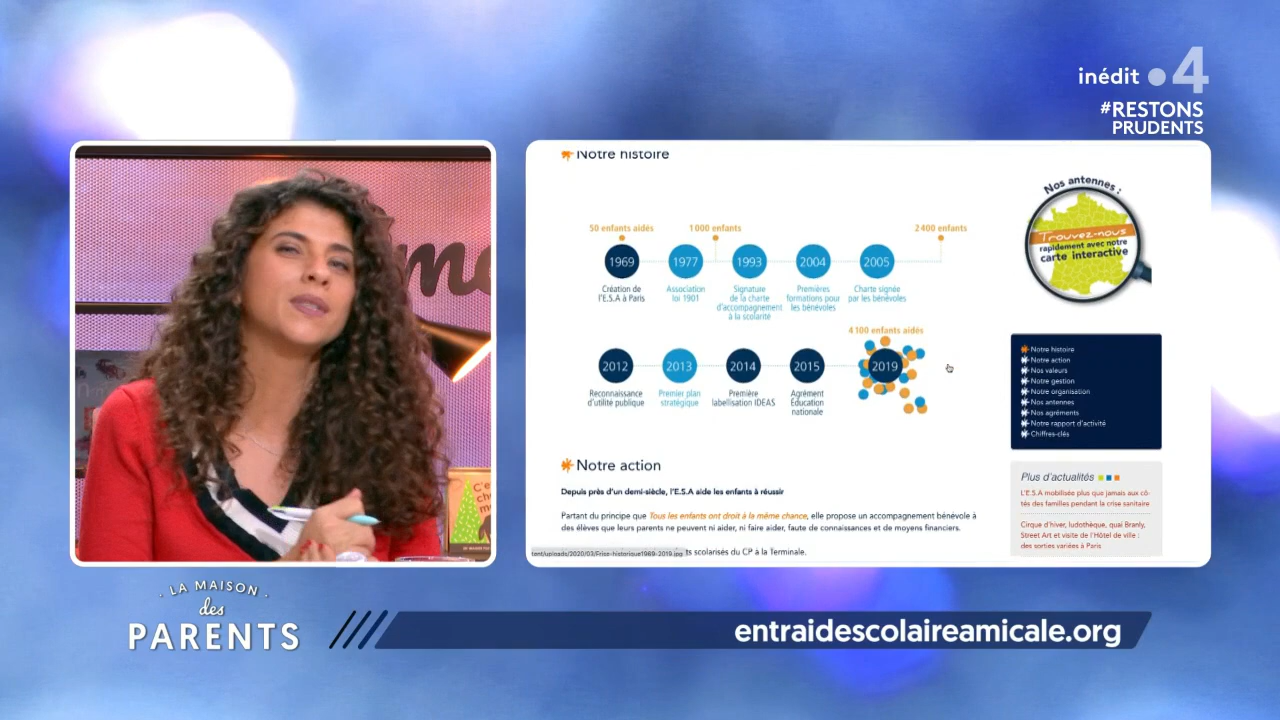 inédit 4
#RESTONS
PRUDENTS
Notre histoire
50 enfants aidés
1 000 enfants
2 400 enfants
1969
1977
1993
2004
2005
Création de
l'E.S.A à Paris
Association
loi 1901
Signature
de la charte
d'accompagnement
à la scolarité
Premières
formations pour
les bénévoles
Charte signée
par les bénévoles
4 100 enfants aidés
2012
2013
2014
2015
2019
Reconnaissance
d'utilité publique
Premier plan
stratégique
Première
labellisation IDEAS
Agrément
Éducation
nationale
Notre action
Depuis près d'un demi-siècle, l'E.S.A aide les enfants à réussir
Partant du principe que Tous les enfants ont droit à la même chance, elle propose un accompagnement bénévole à
des élèves que leurs parents ne peuvent ni aider, ni faire aider, faute de connaissances et de moyens financiers.
tant/uploads/2020/03/Frise-historique1969-2019.jpg
ts scolarisés du CP à la Terminale.
Nos antennes :
Trouvez-nous
rapidement avec notre
carte interactive
Notre histoire
Notre action
Nos valeurs
Notre gestion
Notre organisation
Nos antennes
Nos agréments
Notre rapport d'activité
Chiffres-clés
Plus d'actualités
L'E.S.A mobilisée plus que jamais aux cô-
tés des familles pendant la crise sanitaire
Cirque d'hiver, ludothèque, quai Branly,
Street Art et visite de l'Hôtel de ville :
des sorties variées à Paris
. LA MAISON .
des
PARENTS
entraidescolaireamicale.org